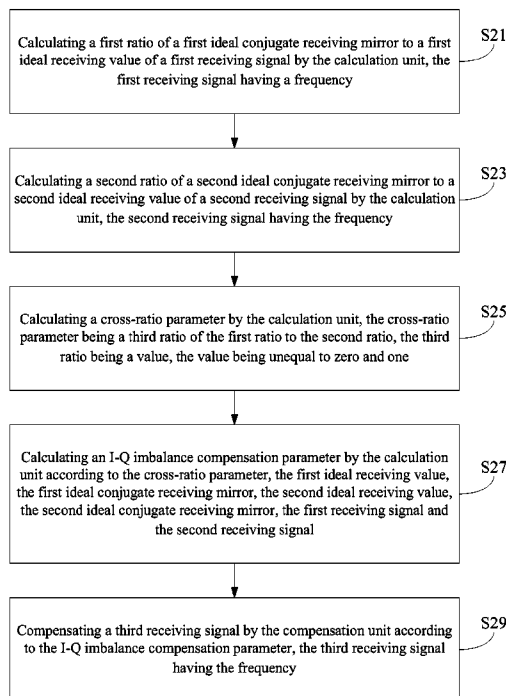 S21
Calculating a first ratio of a first ideal conjugate receiving mirror to a first
ideal receiving value of a first receiving signal by the calculation unit, the
first receiving signal having a frequency
S23
Calculating a second ratio of a second ideal conjugate receiving mirror to a
second ideal receiving value of a second receiving signal by the calculation
unit, the second receiving signal having the frequency
S25
Calculating a cross-ratio parameter by the calculation unit, the cross-ratio
parameter being a third ratio of the first ratio to the second ratio, the third
ratio being a value, the value being unequal to zero and one
S27
Calculating an I-Q imbalance compensation parameter by the calculation
unit according to the cross-ratio parameter, the first ideal receiving value,
the first ideal conjugate receiving mirror, the second ideal receiving value,
the second ideal conjugate receiving mirror, the first receiving signal and
the second receiving signal
S29
Compensating a third receiving signal by the compensation unit according
to the I-Q imbalance compensation parameter, the third receiving signal
having the frequency